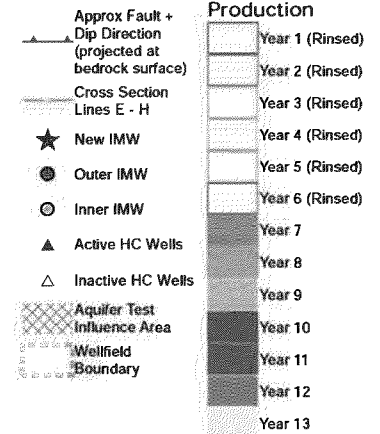 Approx Fault +
Dip Direction
(projected at
bedrock surface)
Cross Section
Lines E - H
New IMW
Outer IMW
Inner IMW
Active HC Wells
Inactive HC Wells
Aquifer Test
Influence Area
Wellfield
Boundary
Production
Year 1 (Rinsed)
Year 2 (Rinsed)
Year 3 (Rinsed)
Year 4 (Rinsed)
Year 5 (Rinsed)
Year 6 (Rinsed)
Year 7
Year 8
Year 9
Year 10
Year 11
Year 12
Year 13